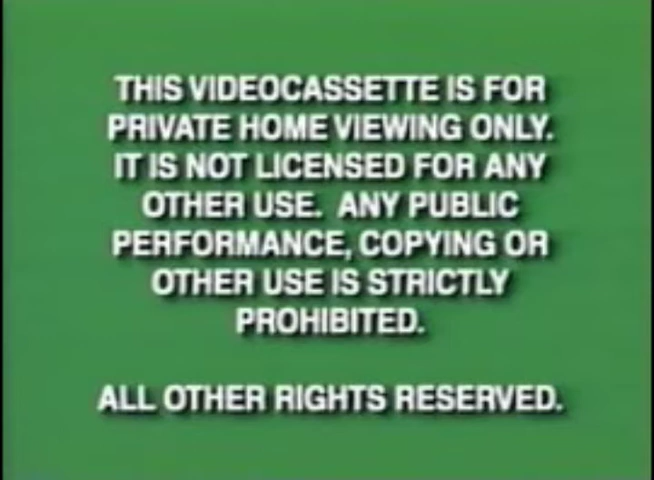 THIS VIDEOCASSETTE IS FOR
PRIVATE HOME VIEWING ONLY.
IT IS NOT LICENSED FOR ANY
OTHER USE.  ANY PUBLIC
PERFORMANCE, COPYING OR
OTHER USE IS STRICTLY
PROHIBITED.
ALL OTHER RIGHTS RESERVED.